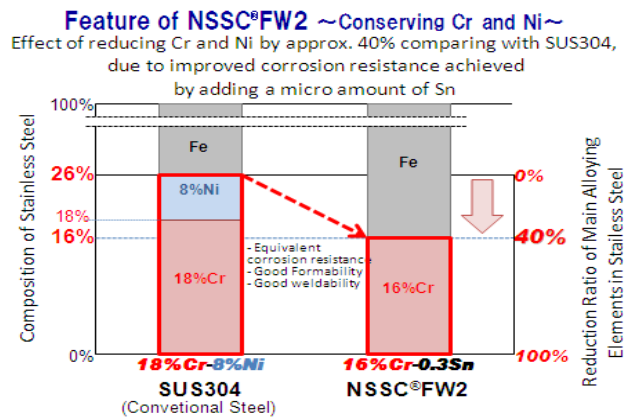 Feature of NSSC®FW2 ~Conserving Cr and Ni~
Effect of reducing Cr and Ni by approx. 40% comparing with SUS304,
due to improved corrosion resistance achieved
by adding a micro amount of Sn
Composition of Stainless Steel
100%
26%
18%
16%
0%
Fe
8%Ni
18%Cr
- Equivalent
corrosion resistance
- Good Formability
- Good weldability
Fe
16%Cr
0%
40%
100%
Reduction Ratio of Main Alloying
Elements in Stailess Steel
18%Cr-8%Ni
SUS304
(Convetional Steel)
16%Cr-0.3Sn
NSSC®FW2